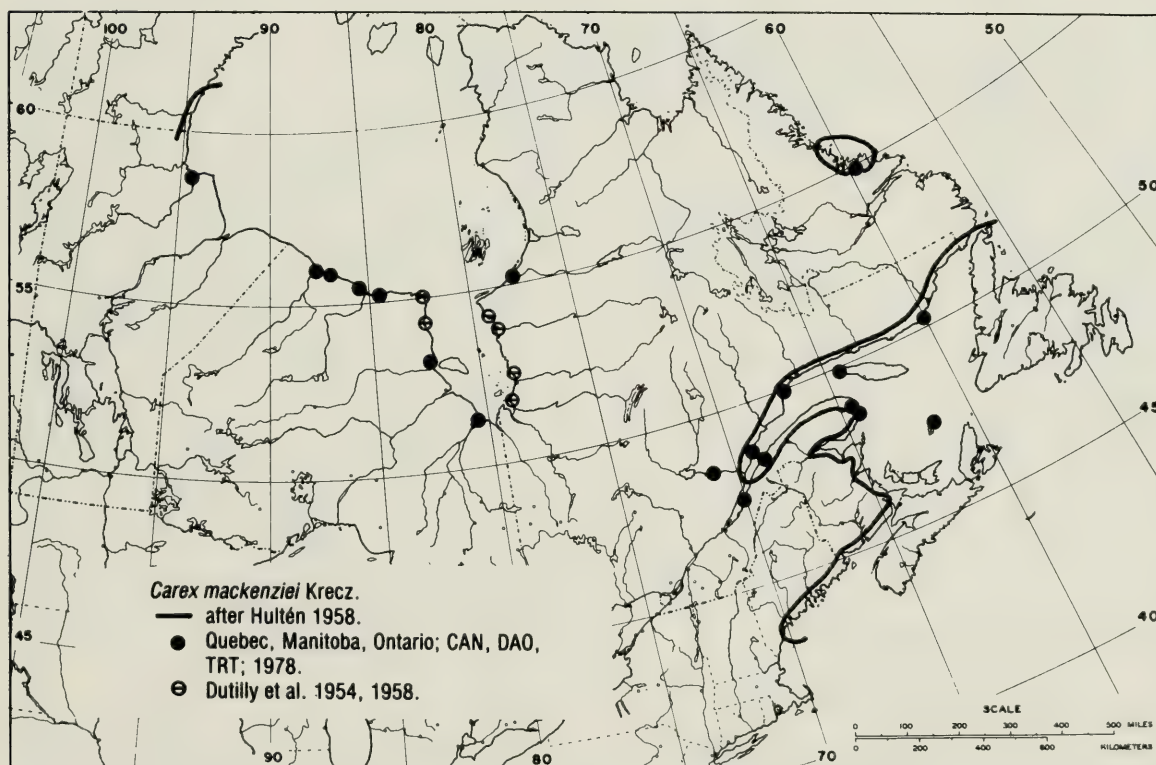 100 90 80 70 60 50
60
50
55
45
Carex mackenziei Krecz.
after Hultén 1958.
Quebec, Manitoba, Ontario; CAN, DAO,
TRT; 1978.
Dutilly et al. 1954, 1958.
45
40
SCALE
0 100 200 300 400 500 MILES
0 200 400 600 KILOMETERS
90 80 70